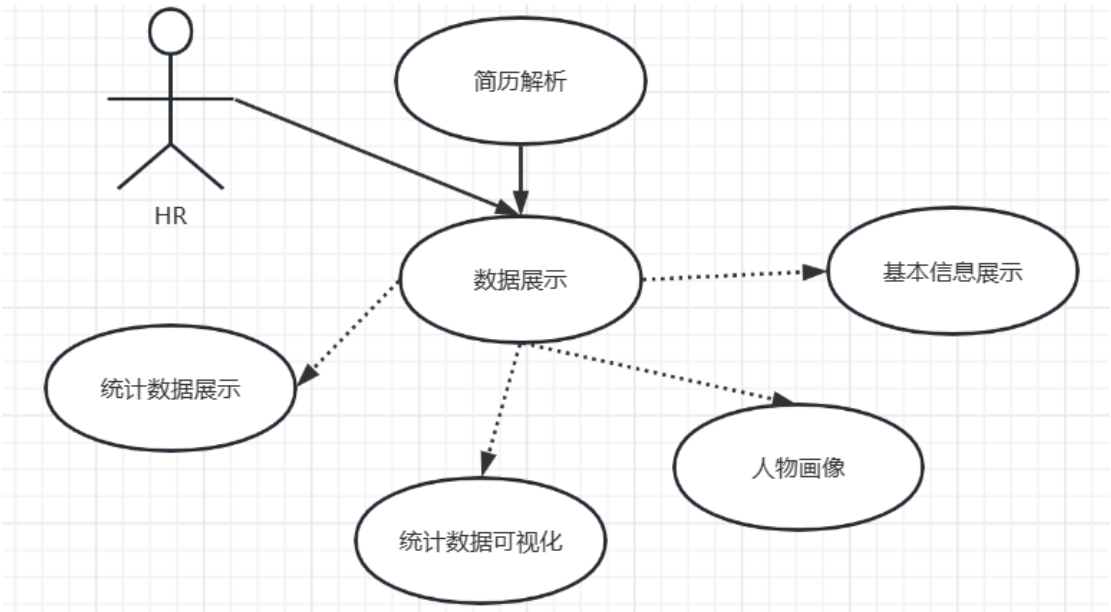 简历解析
HR
数据展示
基本信息展示
统计数据展示
人物画像
统计数据可视化